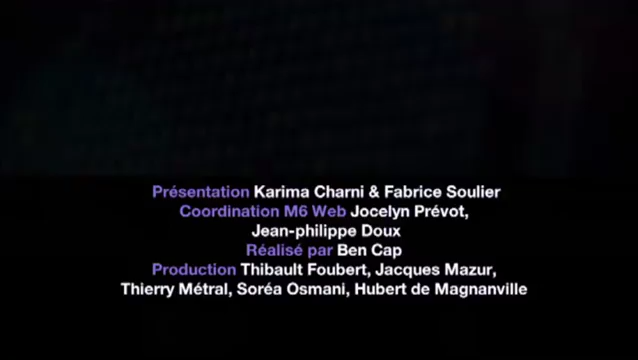 Présentation Karima Charni & Fabrice Soulier
Coordination M6 Web Jocelyn Prévot,
Jean-philippe Doux
Réalisé par Ben Cap
Production Thibault Foubert, Jacques Mazur,
Thierry Métral, Soréa Osmani, Hubert de Magnanville